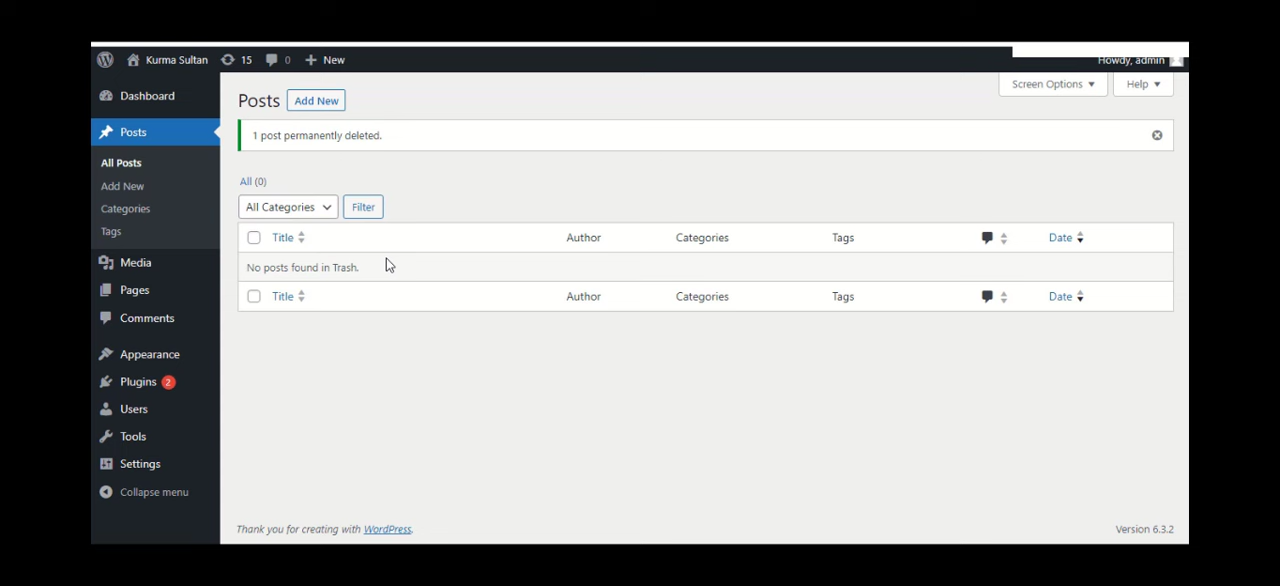 Kurma Sultan 15 0 New
Howdy, admin
Dashboard
Posts
All Posts
Add New
Categories
Tags
Media
Pages
Comments
Appearance
Plugins 2
Users
Tools
Settings
Collapse menu
Screen Options Help
Posts Add New
1 post permanently deleted.
All (0)
All Categories Filter
Title Author Categories Tags Date
No posts found in Trash.
Title Author Categories Tags Date
Thank you for creating with WordPress.
Version 6.3.2